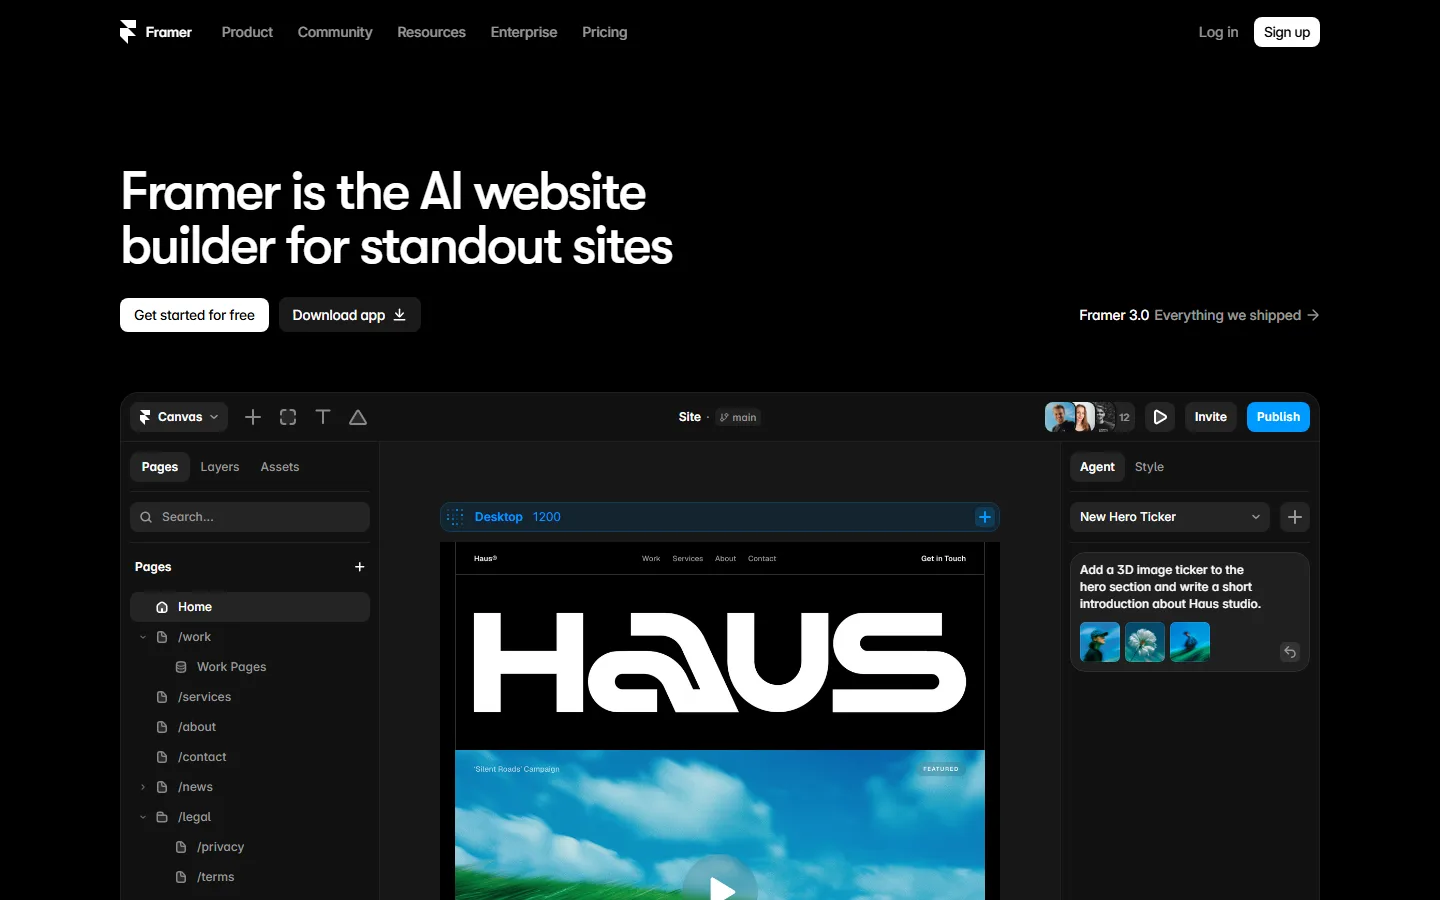 Framer Product Community Resources Enterprise Pricing Log in Sign up
Framer is the AI website
builder for standout sites
Get started for free Download app Framer 3.0 Everything we shipped
Canvas Site · main 12 Invite Publish
Pages Layers Assets
Search...
Pages
Home
/work
Work Pages
/services
/about
/contact
/news
/legal
/privacy
/terms
Desktop 1200
Haus® Work Services About Contact Get in Touch
HAUS
'Silent Roads' Campaign FEATURED
Agent Style
New Hero Ticker
Add a 3D image ticker to the
hero section and write a short
introduction about Haus studio.